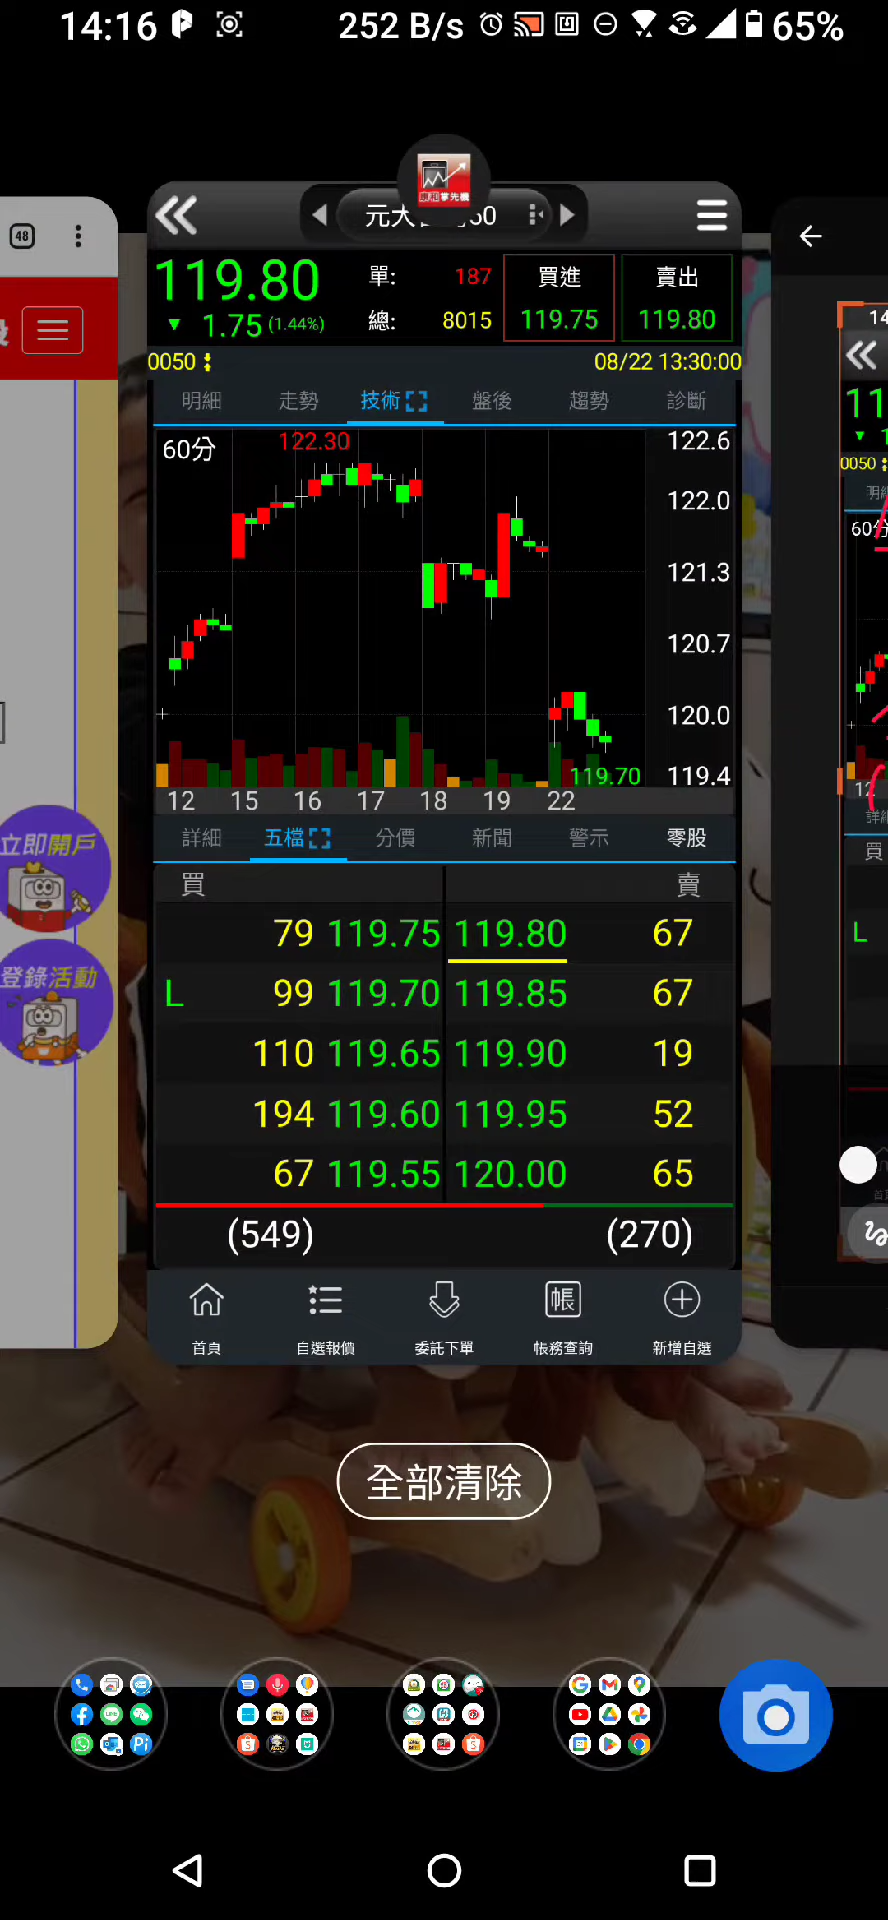 14:16 252 B/s 65%
48
119.80
▼ 1.75 (1.44%)
單: 187
總: 8015
買進
119.75
賣出
119.80
0050
08/22 13:30:00
明細 走勢 技術 盤後 趨勢 診斷
60分
122.30
122.6
122.0
121.3
120.7
120.0
119.4
119.70
12 15 16 17 18 19 22
詳細 五檔 分價 新聞 警示 零股
買 賣
79 119.75 119.80 67
L 99 119.70 119.85 67
110 119.65 119.90 19
194 119.60 119.95 52
67 119.55 120.00 65
(549) (270)
首頁 自選報價 委託下單 帳務查詢 新增自選
帳
立即開戶
登錄活動
0050
L
買
全部清除